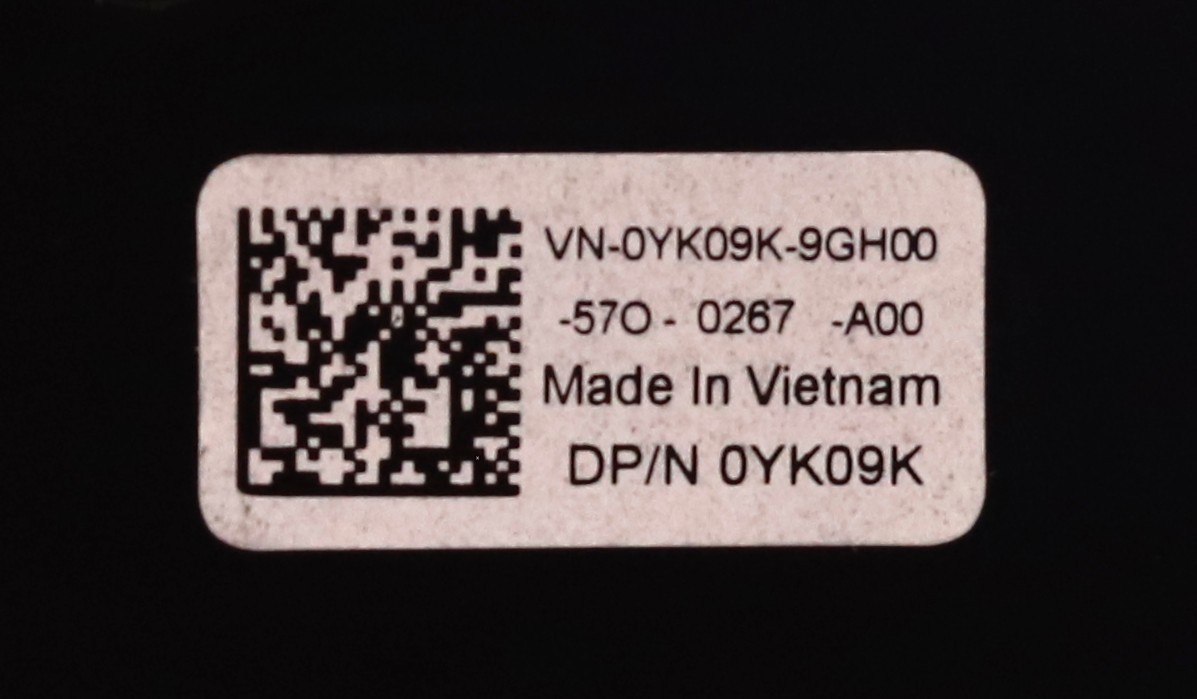 VN-0YK09K-9GH00
-57O - 0267 -A00
Made In Vietnam
DP/N 0YK09K